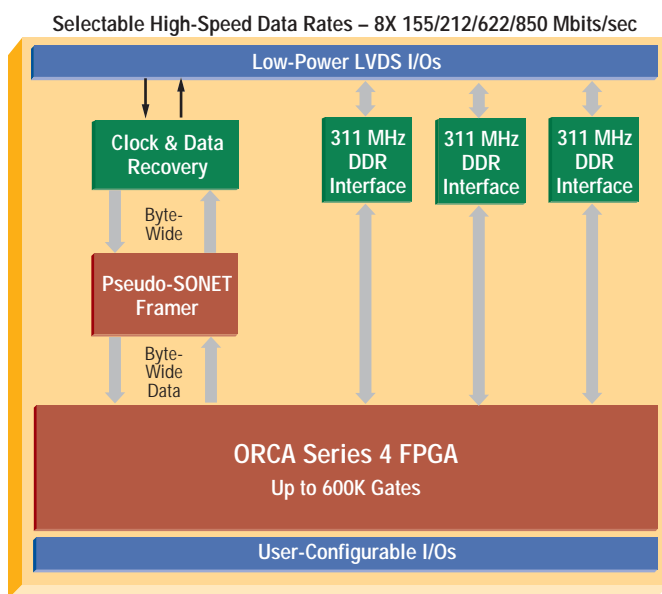 Selectable High-Speed Data Rates – 8X 155/212/622/850 Mbits/sec
Low-Power LVDS I/Os
Clock & Data
Recovery
311 MHz
DDR
Interface
311 MHz
DDR
Interface
311 MHz
DDR
Interface
Byte-
Wide
Pseudo-SONET
Framer
Byte-
Wide
Data
ORCA Series 4 FPGA
Up to 600K Gates
User-Configurable I/Os